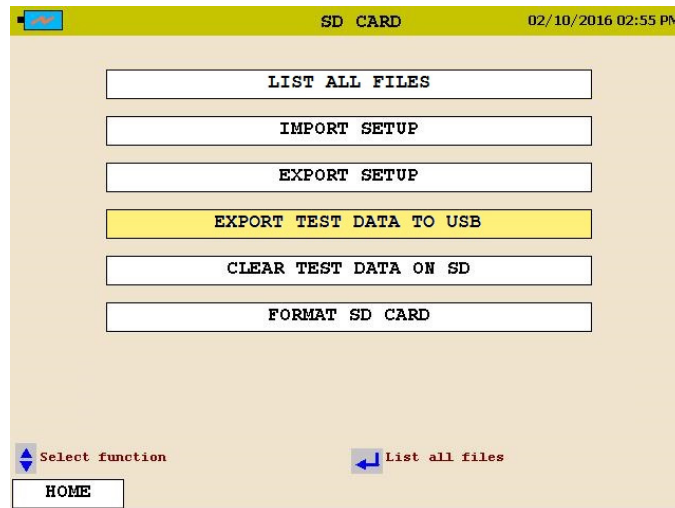 SD CARD 02/10/2016 02:55 PM
LIST ALL FILES
IMPORT SETUP
EXPORT SETUP
EXPORT TEST DATA TO USB
CLEAR TEST DATA ON SD
FORMAT SD CARD
Select function List all files
HOME